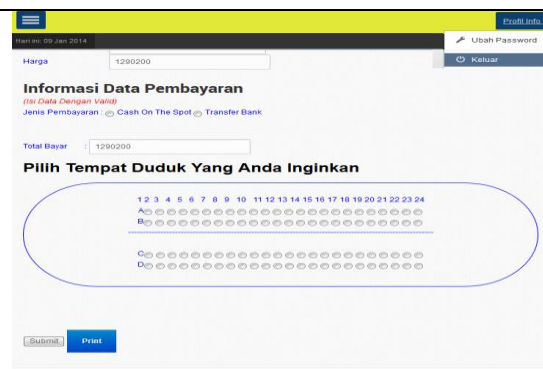 Profil Info.
Hari ini: 09 Jan 2014
Ubah Password
Keluar
Harga 1290200
Informasi Data Pembayaran
(Isi Data Dengan Valid)
Jenis Pembayaran : Cash On The Spot Transfer Bank
Total Bayar : 1290200
Pilih Tempat Duduk Yang Anda Inginkan
1 2 3 4 5 6 7 8 9 10 11 12 13 14 15 16 17 18 19 20 21 22 23 24
A
B
C
D
Submit Print